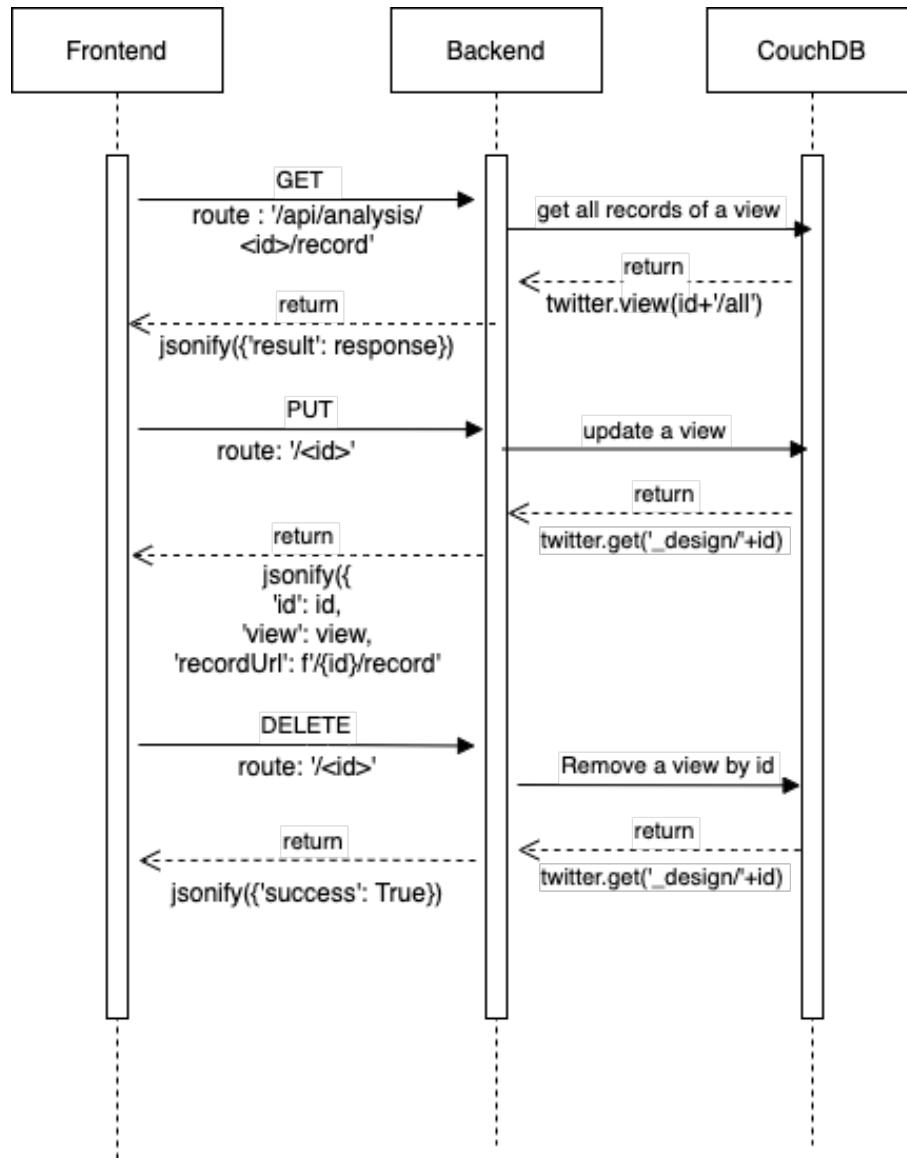 Frontend
Backend
CouchDB
GET
route : '/api/analysis/
<id>/record'
get all records of a view
return
twitter.view(id+'/all')
return
jsonify({'result': response})
PUT
route: '/<id>'
update a view
return
twitter.get('_design/'+id)
return
jsonify({
'id': id,
'view': view,
'recordUrl': f'/{id}/record'
DELETE
route: '/<id>'
Remove a view by id
return
twitter.get('_design/'+id)
return
jsonify({'success': True})